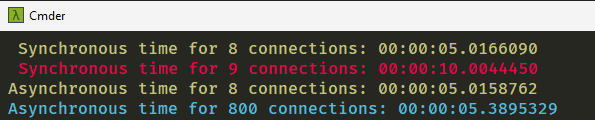 λ Cmder
Synchronous time for 8 connections: 00:00:05.0166090
Synchronous time for 9 connections: 00:00:10.0044450
Asynchronous time for 8 connections: 00:00:05.0158762
Asynchronous time for 800 connections: 00:00:05.3895329